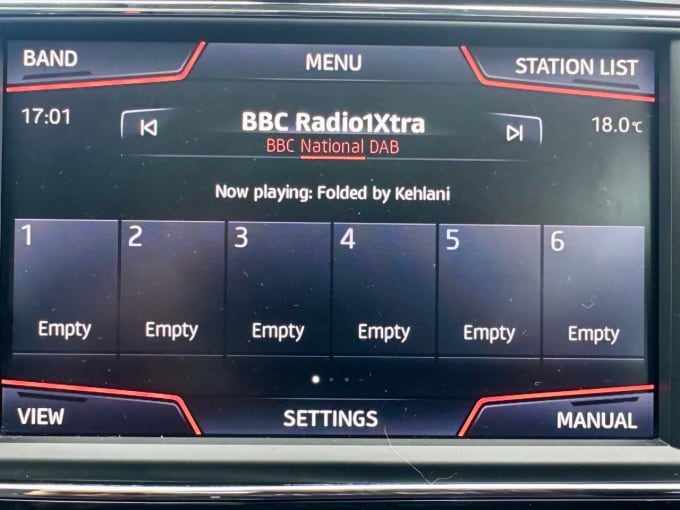 BAND MENU STATION LIST
17:01 BBC Radio1Xtra 18.0°C
BBC National DAB
Now playing: Folded by Kehlani
1 2 3 4 5 6
Empty Empty Empty Empty Empty Empty
VIEW SETTINGS MANUAL